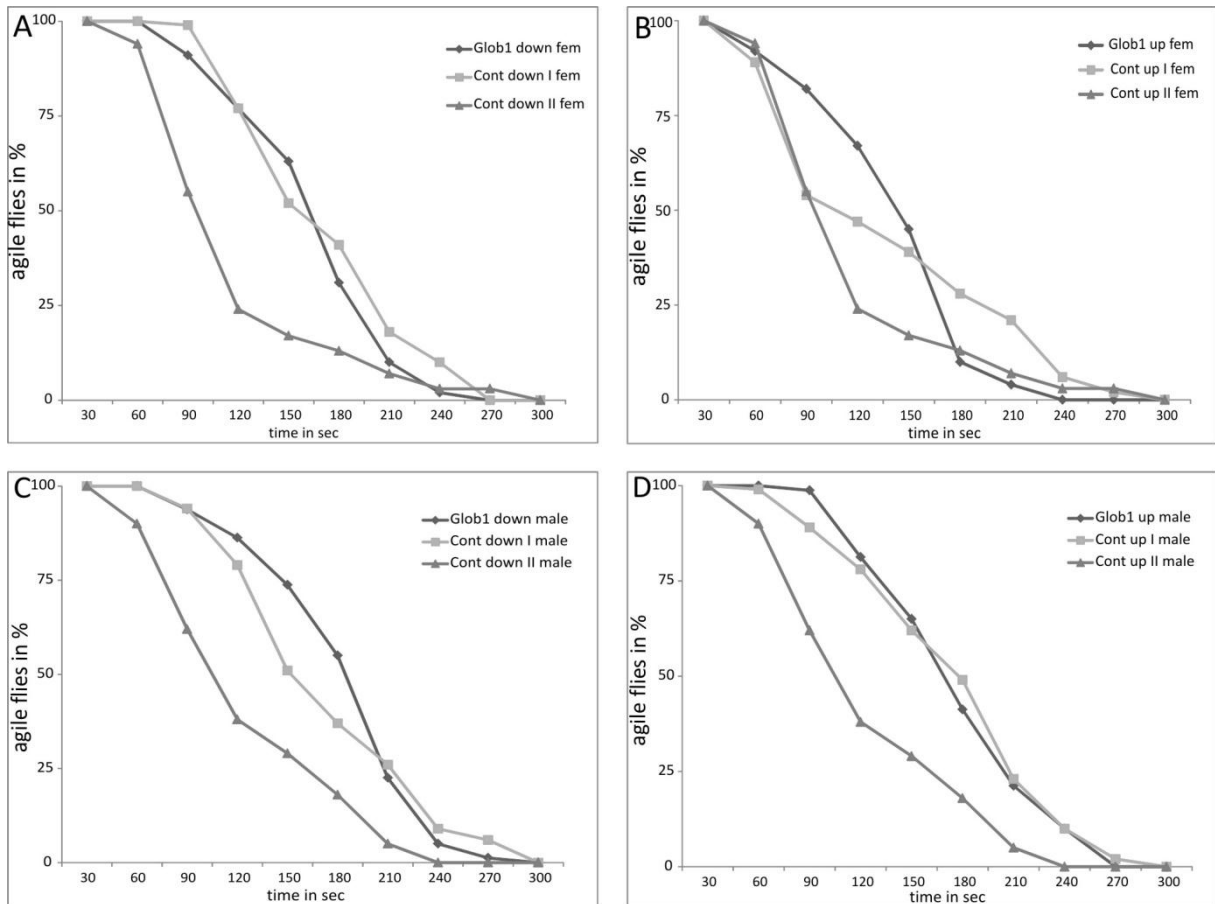 A
100
75
50
25
0
agile flies in %
Glob1 down fem
Cont down I fem
Cont down II fem
30 60 90 120 150 180 210 240 270 300
time in sec
B
100
75
50
25
0
agile flies in %
Glob1 up fem
Cont up I fem
Cont up II fem
30 60 90 120 150 180 210 240 270 300
time in sec
C
100
75
50
25
0
agile flies in %
Glob1 down male
Cont down I male
Cont down II male
30 60 90 120 150 180 210 240 270 300
time in sec
D
100
75
50
25
0
agile flies in %
Glob1 up male
Cont up I male
Cont up II male
30 60 90 120 150 180 210 240 270 300
time in sec